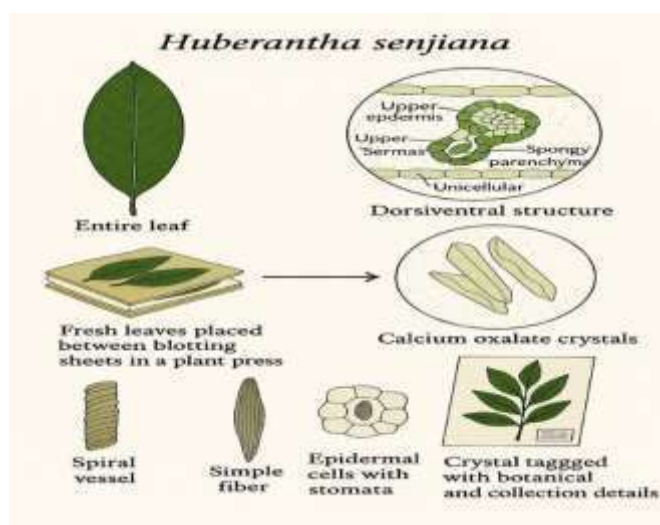 Huberantha senjiana
Entire leaf
Upper
epidermis
Upper
Sermas
Spongy
parenchyma
Unicellular
Dorsiventral structure
Fresh leaves placed
between blotting
sheets in a plant press
Calcium oxalate crystals
Spiral
vessel
Simple
fiber
Epidermal
cells with
stomata
Crystal taggged
with botanical
and collection details